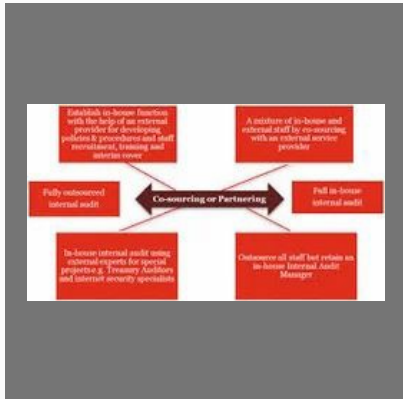 Establish in-house function
with the help of an external
provider for developing
policies & procedures and staff
recruitment, training and
interim cover
A mixture of in-house and
external staff by co-sourcing
with an external service
provider
Fully outsourced
internal audit
Co-sourcing or Partnering
Full in-house
internal audit
In-house internal audit using
external experts for special
projects e.g. Treasury Auditors
and internet security specialists
Outsource all staff but retain an
in-house Internal Audit
Manager